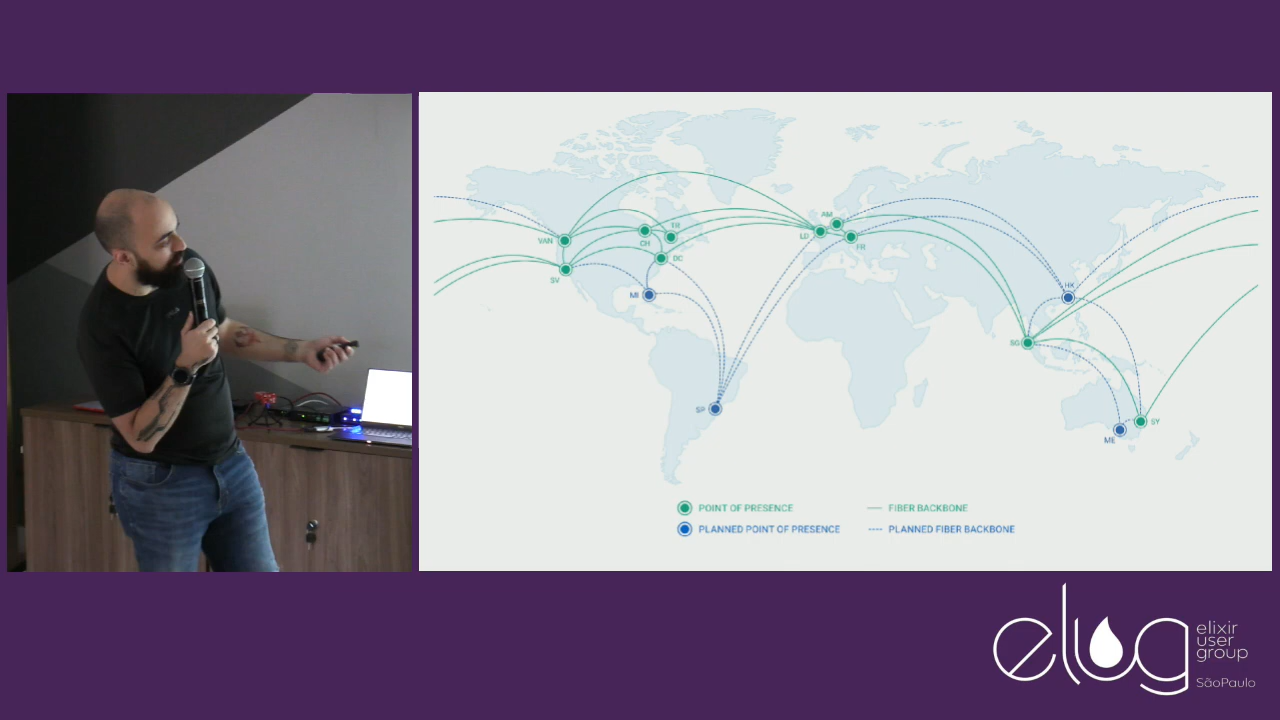 VAN
SV
CH
TR
DC
MI
SP
AM
LD
FR
HK
SG
SY
ME
POINT OF PRESENCE
FIBER BACKBONE
PLANNED POINT OF PRESENCE
PLANNED FIBER BACKBONE
elug
elixir
user
group
SãoPaulo